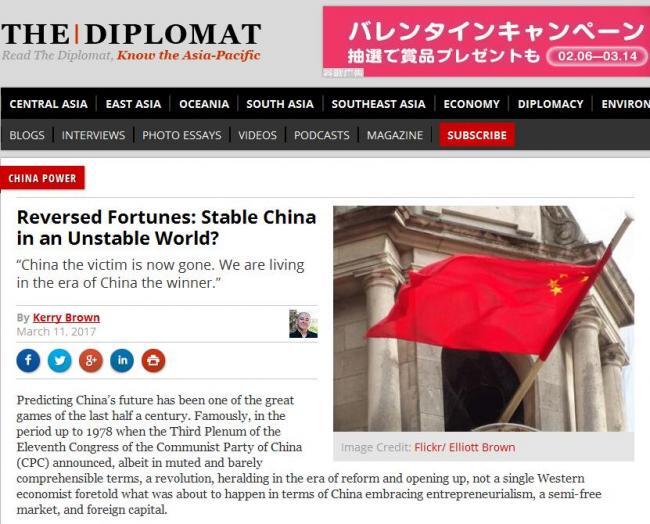 THE|DIPLOMAT
Read The Diplomat, Know the Asia-Pacific
バレンタインキャンペーン
抽選で賞品プレゼントも 02.06—03.14
CENTRAL ASIA | EAST ASIA | OCEANIA | SOUTH ASIA | SOUTHEAST ASIA | ECONOMY | DIPLOMACY | ENVIRON
BLOGS | INTERVIEWS | PHOTO ESSAYS | VIDEOS | PODCASTS | MAGAZINE | SUBSCRIBE
CHINA POWER
Reversed Fortunes: Stable China
in an Unstable World?
“China the victim is now gone. We are living
in the era of China the winner.”
By Kerry Brown
March 11, 2017
Image Credit: Flickr/ Elliott Brown
Predicting China’s future has been one of the great
games of the last half a century. Famously, in the
period up to 1978 when the Third Plenum of the
Eleventh Congress of the Communist Party of China
(CPC) announced, albeit in muted and barely
comprehensible terms, a revolution, heralding in the era of reform and opening up, not a single Western
economist foretold what was about to happen in terms of China embracing entrepreneurialism, a semi-free
market, and foreign capital.